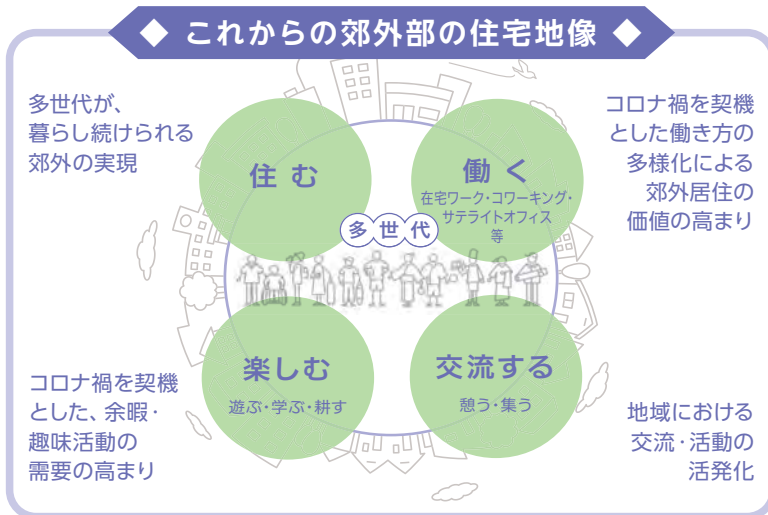 ◆ これからの郊外部の住宅地像 ◆
多世代が、
暮らし続けられる
郊外の実現
コロナ禍を契機
とした働き方の
多様化による
郊外居住の
価値の高まり
住む
働く
在宅ワーク・コワーキング・
サテライトオフィス
等
多世代
楽しむ
遊ぶ・学ぶ・耕す
交流する
憩う・集う
コロナ禍を契機
とした、余暇・
趣味活動の
需要の高まり
地域における
交流・活動の
活発化